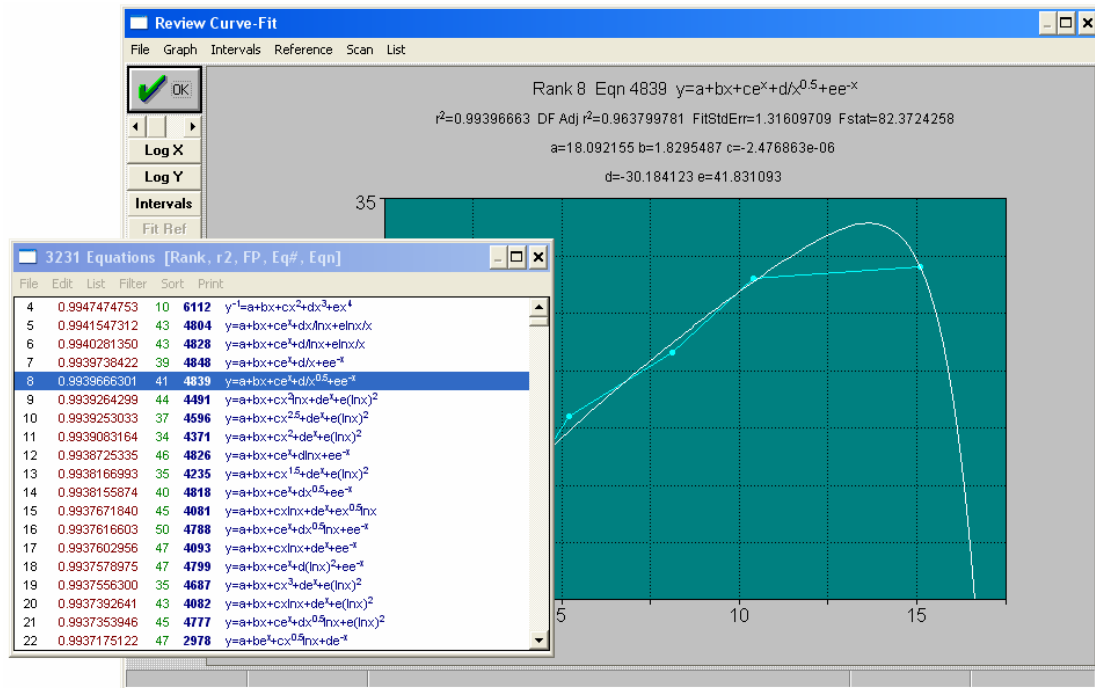 Review Curve-Fit
File Graph Intervals Reference Scan List
OK
Log X
Log Y
Intervals
Fit Ref
Rank 8 Eqn 4839 y=a+bx+ce^x+d/x^0.5+ee^-x
r²=0.99396663 DF Adj r²=0.963799781 FitStdErr=1.31609709 Fstat=82.3724258
a=18.092155 b=1.8295487 c=-2.476863e-06
d=-30.184123 e=41.831093
35
5
10
15
3231 Equations [Rank, r2, FP, Eq#, Eqn]
File Edit List Filter Sort Print
4 0.9947474753 10 6112 y^-1=a+bx+cx²+dx³+ex⁴
5 0.9941547312 43 4804 y=a+bx+ce^x+dx/lnx+elnx/x
6 0.9940281350 43 4828 y=a+bx+ce^x+d/lnx+elnx/x
7 0.9939738422 39 4848 y=a+bx+ce^x+d/x+ee^-x
8 0.9939666301 41 4839 y=a+bx+ce^x+d/x^0.5+ee^-x
9 0.9939264299 44 4491 y=a+bx+cx²lnx+de^x+e(lnx)²
10 0.9939253033 37 4596 y=a+bx+cx^2.5+de^x+e(lnx)²
11 0.9939083164 34 4371 y=a+bx+cx²+de^x+e(lnx)²
12 0.9938725335 46 4826 y=a+bx+ce^x+dlnx+ee^-x
13 0.9938166993 35 4235 y=a+bx+cx^1.5+de^x+e(lnx)²
14 0.9938155874 40 4818 y=a+bx+ce^x+dx^0.5+ee^-x
15 0.9937671840 45 4081 y=a+bx+cxlnx+de^x+ex^0.5lnx
16 0.9937616603 50 4788 y=a+bx+ce^x+dx^0.5lnx+ee^-x
17 0.9937602956 47 4093 y=a+bx+cxlnx+de^x+ee^-x
18 0.9937578975 47 4799 y=a+bx+ce^x+d(lnx)²+ee^-x
19 0.9937556300 35 4687 y=a+bx+cx³+de^x+e(lnx)²
20 0.9937392641 43 4082 y=a+bx+cxlnx+de^x+e(lnx)²
21 0.9937353946 45 4777 y=a+bx+ce^x+dx^0.5lnx+e(lnx)²
22 0.9937175122 47 2978 y=a+be^x+cx^0.5lnx+de^-x